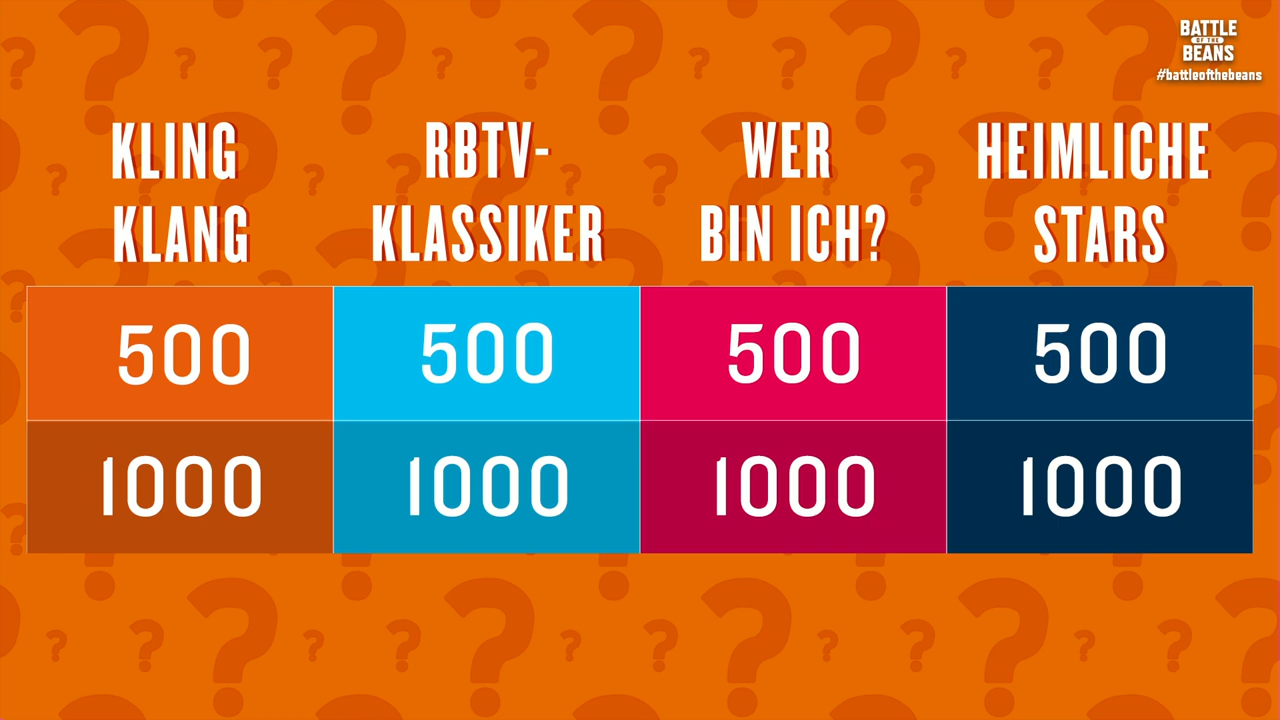 BATTLE
OF THE
BEANS
#battleofthebeans
KLING
KLANG
RBTV-
KLASSIKER
WER
BIN ICH?
HEIMLICHE
STARS
500 500 500 500
1000 1000 1000 1000